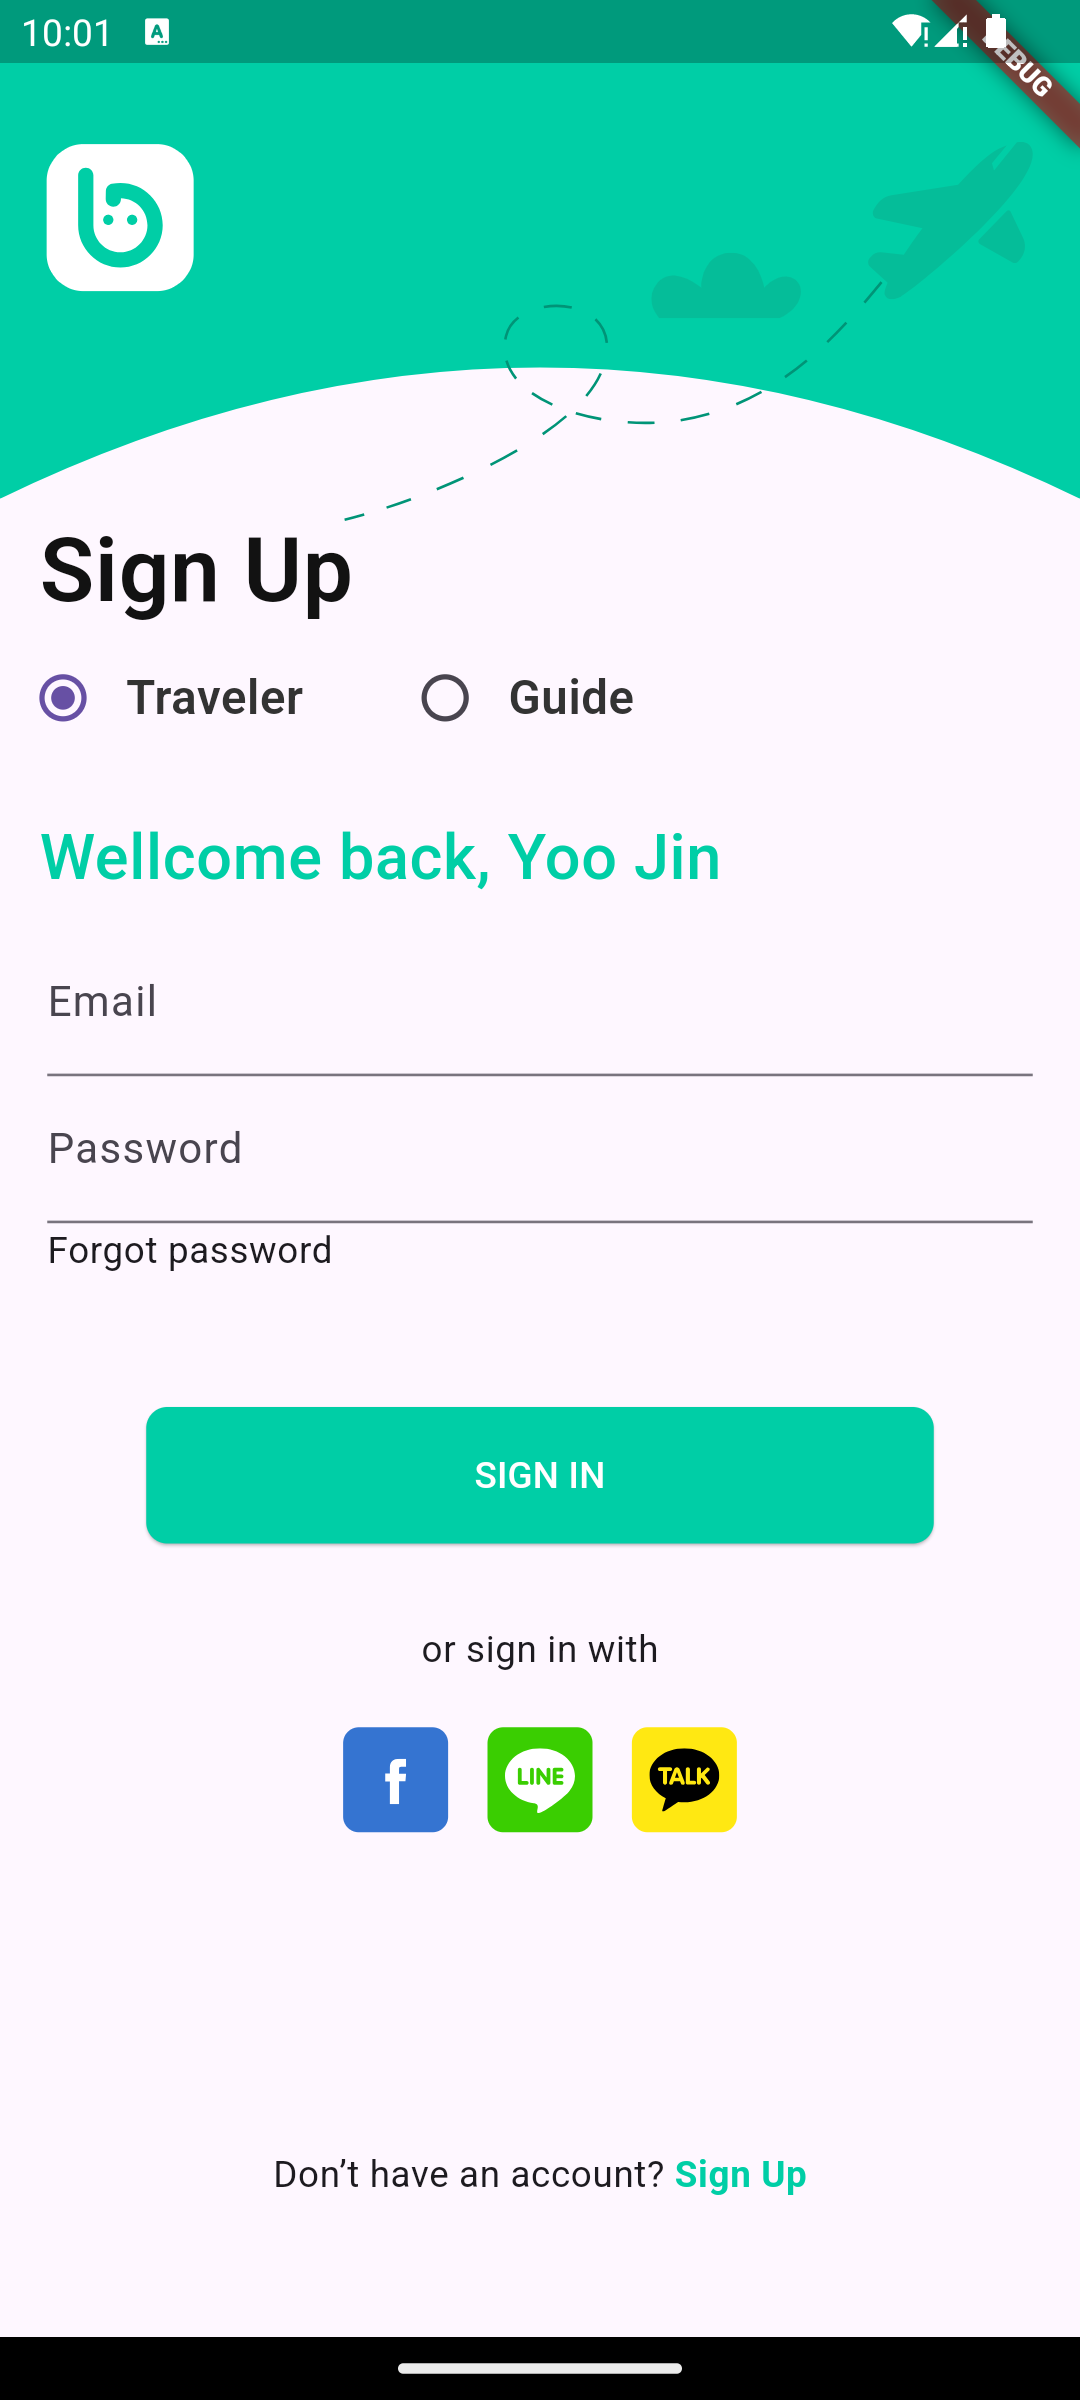 10:01
DEBUG
Sign Up
Traveler Guide
Wellcome back, Yoo Jin
Email
Password
Forgot password
SIGN IN
or sign in with
f LINE TALK
Don’t have an account? Sign Up